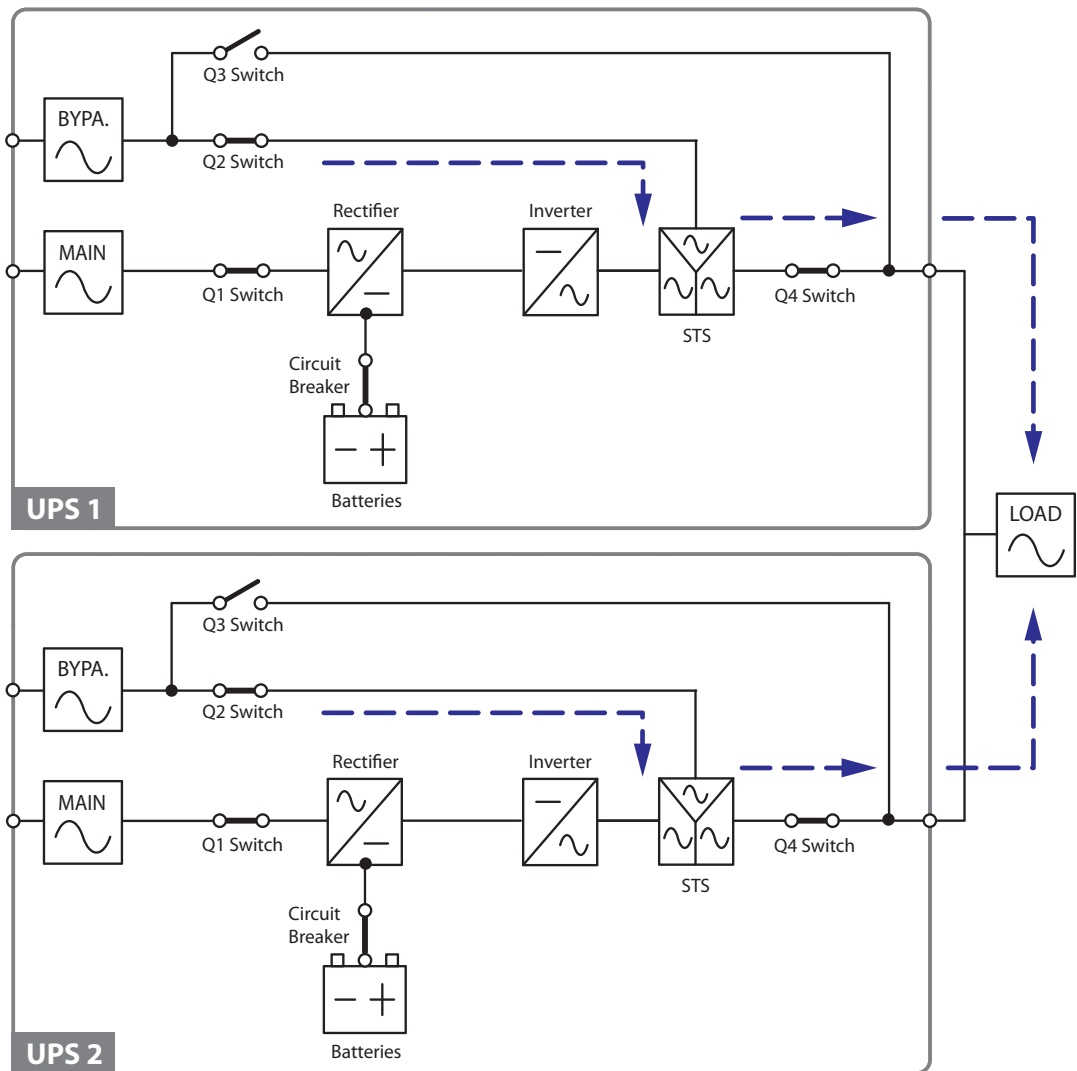 Q3 Switch
BYPA.
Q2 Switch
Rectifier
Inverter
MAIN
Q1 Switch
Q4 Switch
STS
Circuit
Breaker
Batteries
UPS 1
LOAD
Q3 Switch
BYPA.
Q2 Switch
Rectifier
Inverter
MAIN
Q1 Switch
Q4 Switch
STS
Circuit
Breaker
Batteries
UPS 2